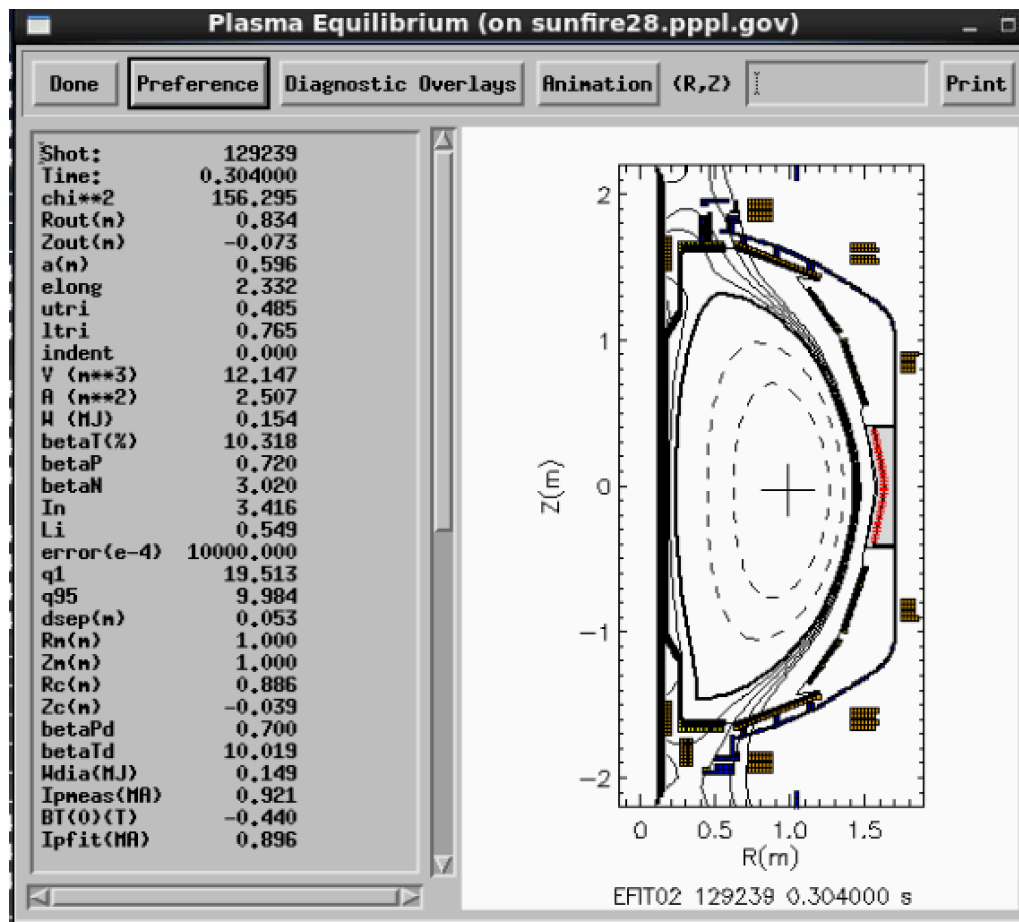 Plasma Equilibrium (on sunfire28.pppl.gov)
Done Preference Diagnostic Overlays Animation (R,Z) Print
Shot: 129239
Time: 0.304000
chi**2 156.295
Rout(m) 0.834
Zout(m) -0.073
a(m) 0.596
elong 2.332
utri 0.485
ltri 0.765
indent 0.000
V (m**3) 12.147
A (m**2) 2.507
W (MJ) 0.154
betaT(%) 10.318
betaP 0.720
betaN 3.020
In 3.416
Li 0.549
error(e-4) 10000.000
q1 19.513
q95 9.984
dsep(m) 0.053
Rm(m) 1.000
Zm(m) 1.000
Rc(m) 0.886
Zc(m) -0.039
betaPd 0.700
betaTd 10.019
Wdia(MJ) 0.149
Ipmeas(MA) 0.921
BT(0)(T) -0.440
Ipfit(MA) 0.896
2
1
0
-1
-2
Z(m)
0 0.5 1.0 1.5
R(m)
EFIT02 129239 0.304000 s